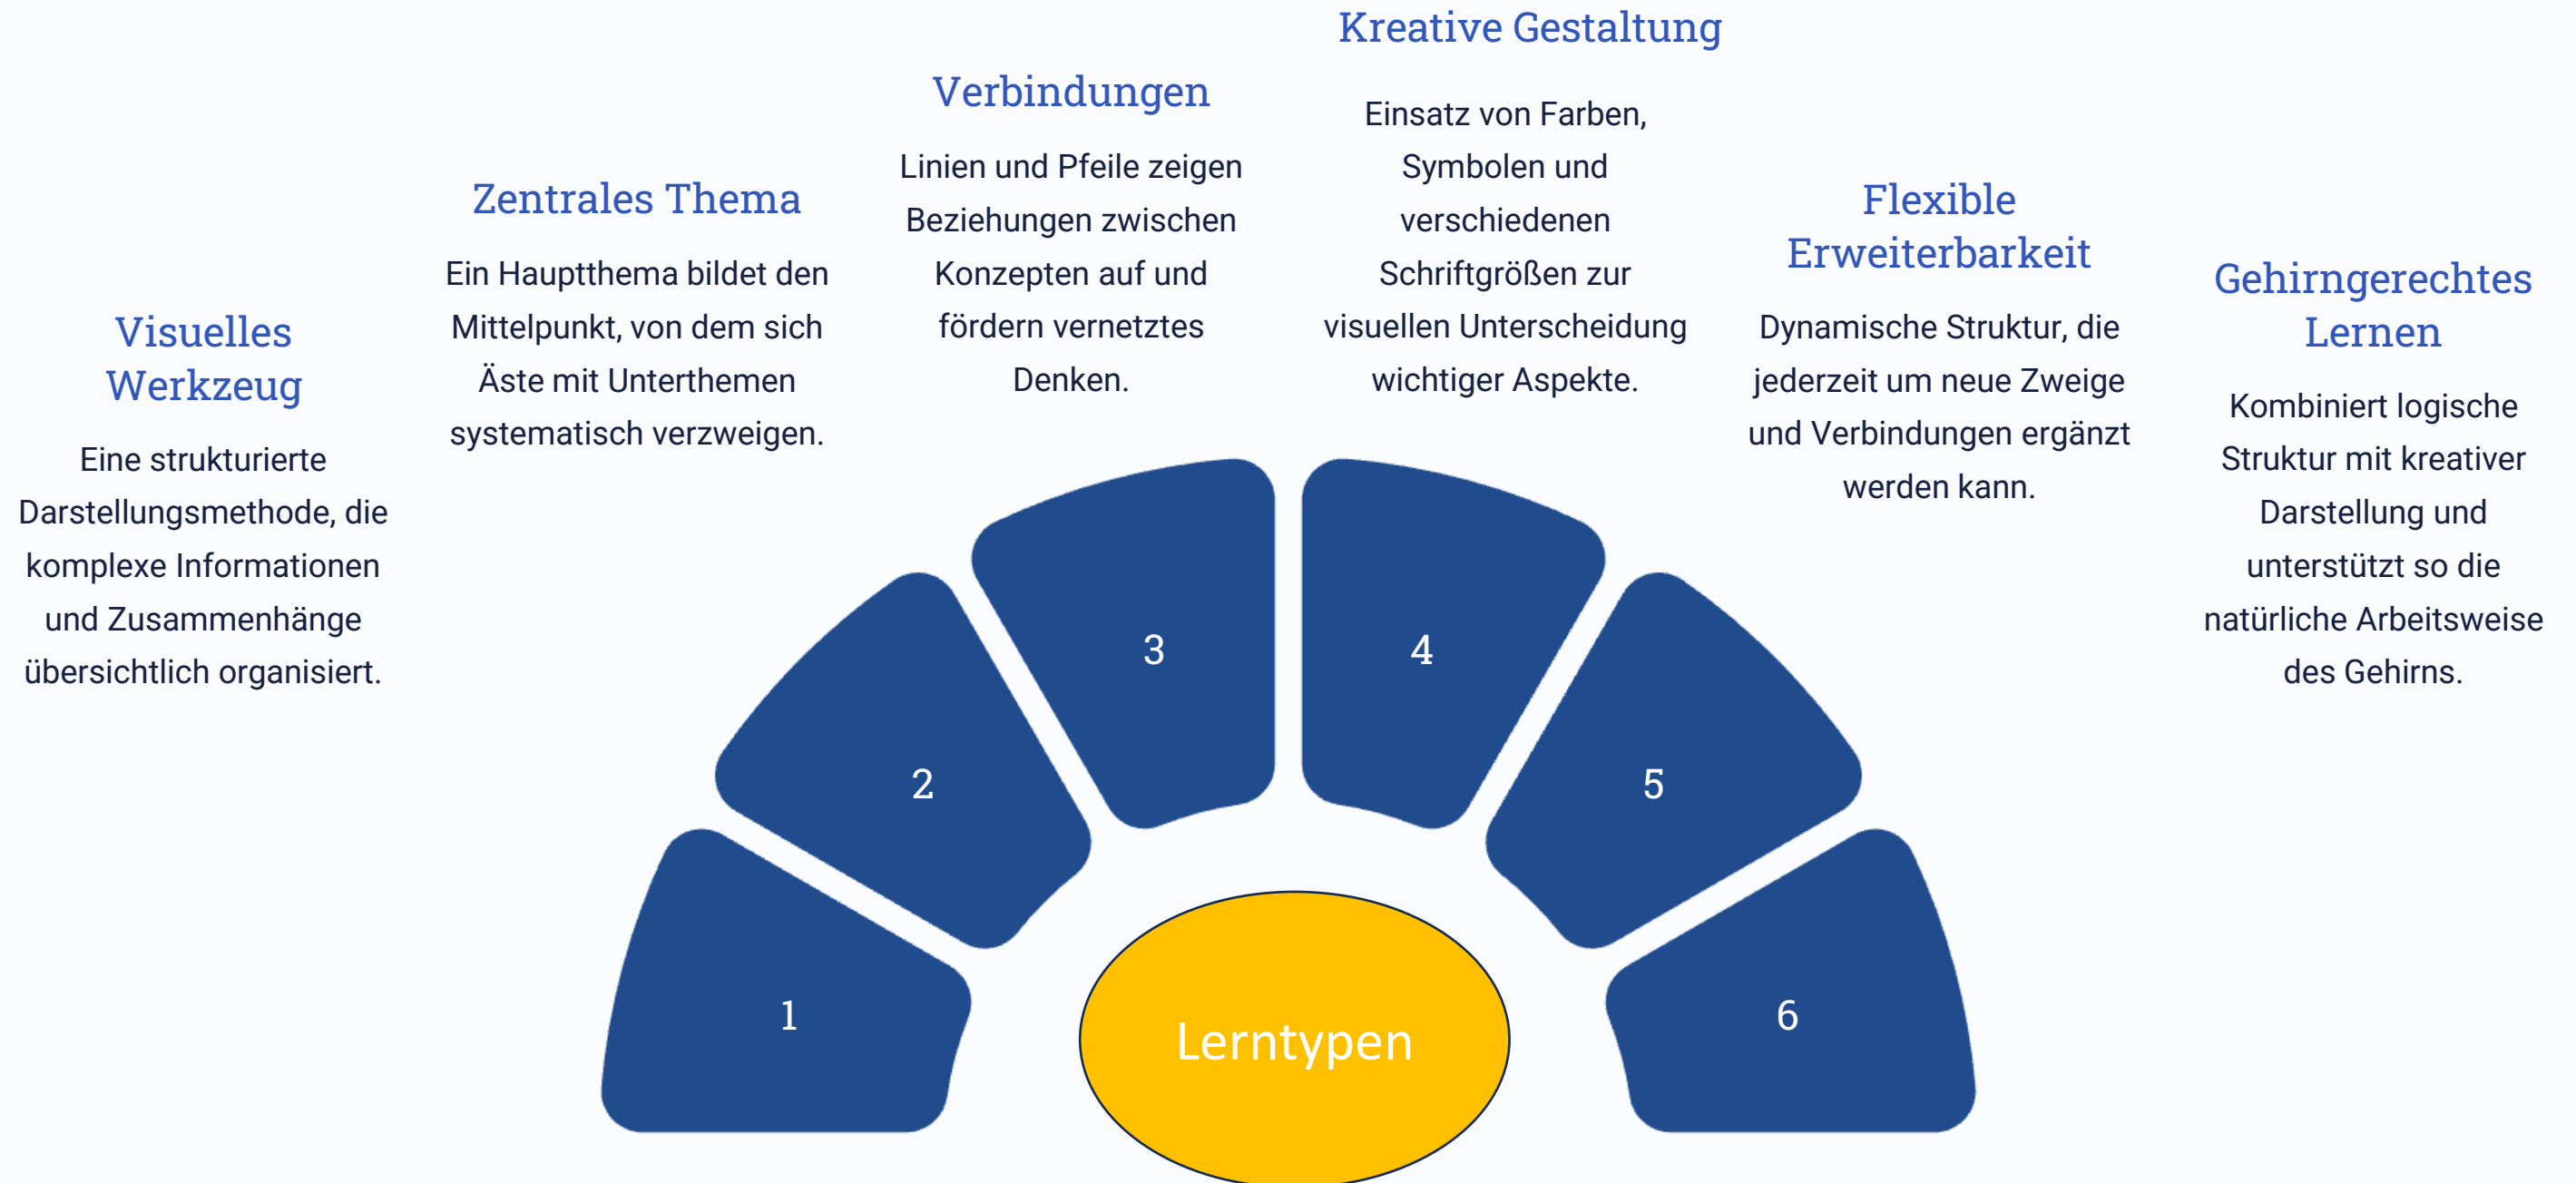 Visuelles
Werkzeug
Eine strukturierte
Darstellungsmethode, die
komplexe Informationen
und Zusammenhänge
übersichtlich organisiert.
Zentrales Thema
Ein Hauptthema bildet den
Mittelpunkt, von dem sich
Äste mit Unterthemen
systematisch verzweigen.
Verbindungen
Linien und Pfeile zeigen
Beziehungen zwischen
Konzepten auf und
fördern vernetztes
Denken.
Kreative Gestaltung
Einsatz von Farben,
Symbolen und
verschiedenen
Schriftgrößen zur
visuellen Unterscheidung
wichtiger Aspekte.
Flexible
Erweiterbarkeit
Dynamische Struktur, die
jederzeit um neue Zweige
und Verbindungen ergänzt
werden kann.
Gehirngerechtes
Lernen
Kombiniert logische
Struktur mit kreativer
Darstellung und
unterstützt so die
natürliche Arbeitsweise
des Gehirns.
1
2
3
4
5
6
Lerntypen